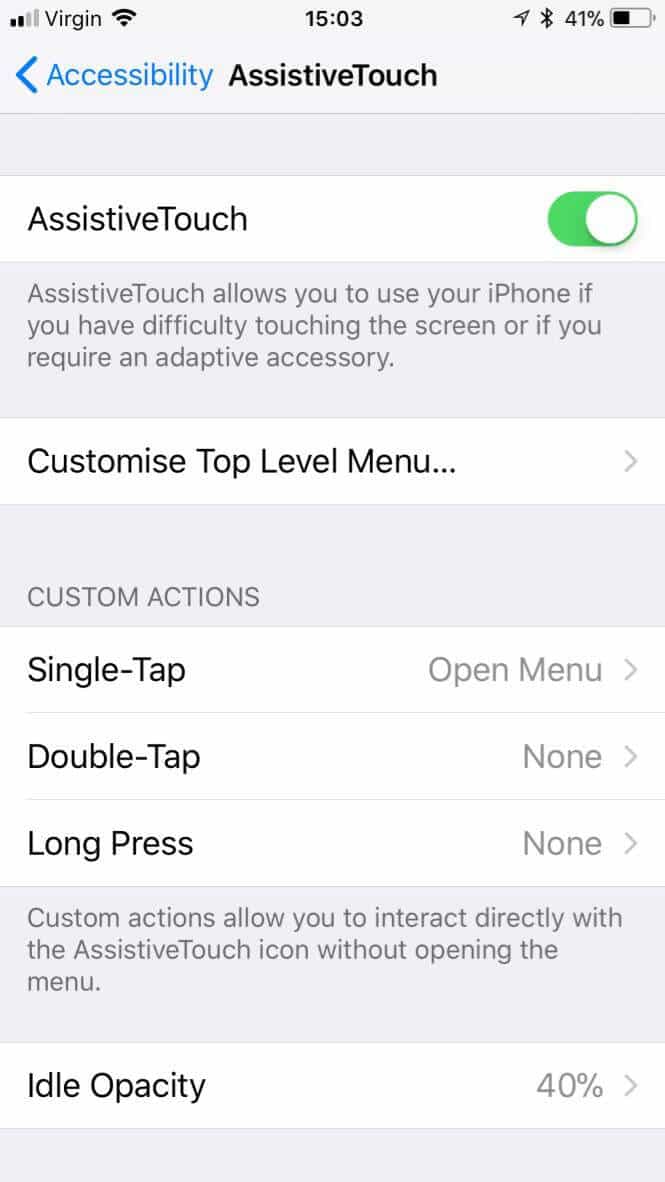 Virgin 15:03 41%
Accessibility AssistiveTouch
AssistiveTouch
AssistiveTouch allows you to use your iPhone if
you have difficulty touching the screen or if you
require an adaptive accessory.
Customise Top Level Menu...
CUSTOM ACTIONS
Single-Tap Open Menu
Double-Tap None
Long Press None
Custom actions allow you to interact directly with
the AssistiveTouch icon without opening the
menu.
Idle Opacity 40%